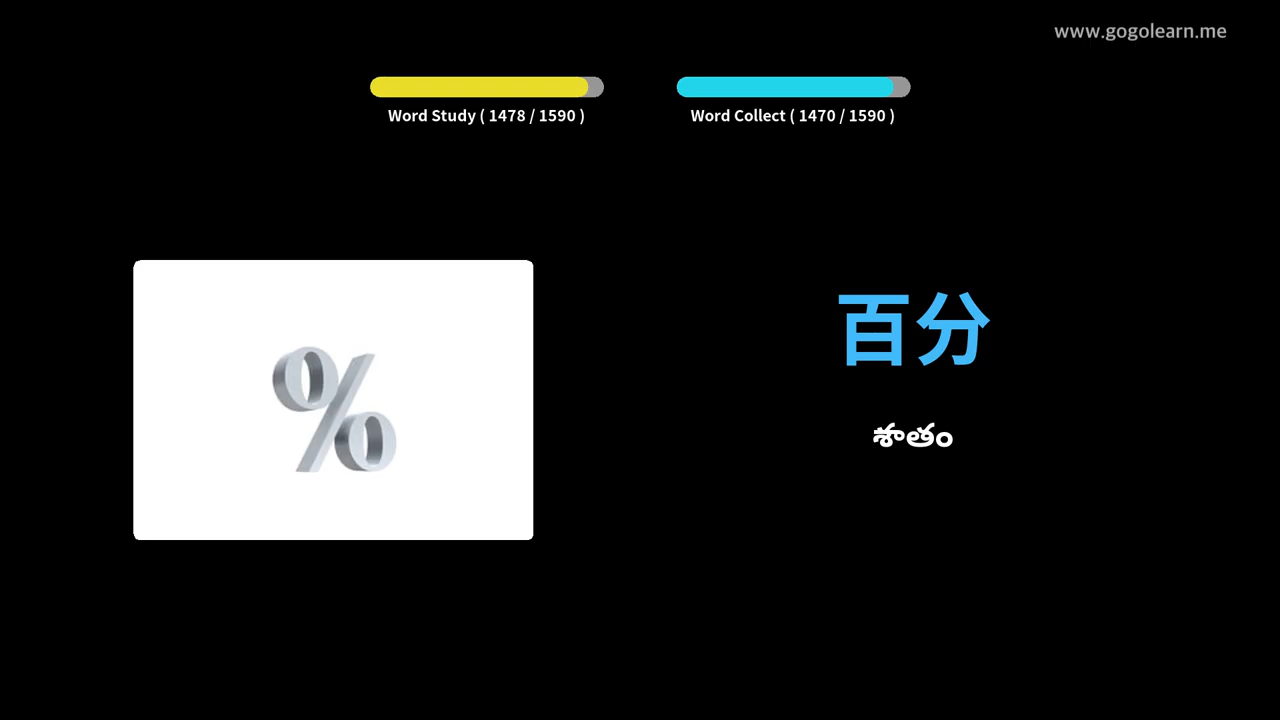 www.gogolearn.me
Word Study ( 1478 / 1590 )
Word Collect ( 1470 / 1590 )
%
百分
శాతం